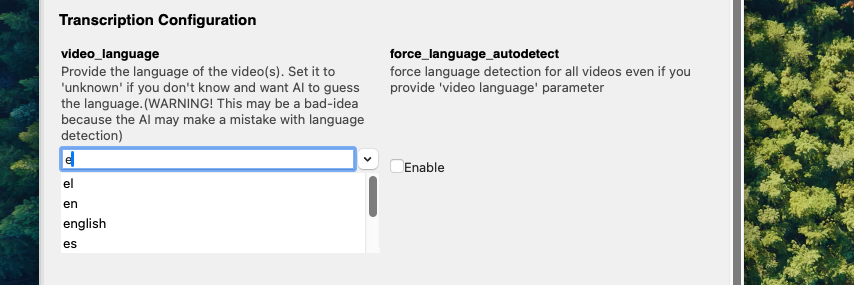 Transcription Configuration
video_language
Provide the language of the video(s). Set it to
'unknown' if you don't know and want AI to guess
the language.(WARNING! This may be a bad-idea
because the AI may make a mistake with language
detection)
e
el
en
english
es
force_language_autodetect
force language detection for all videos even if you
provide 'video language' parameter
Enable